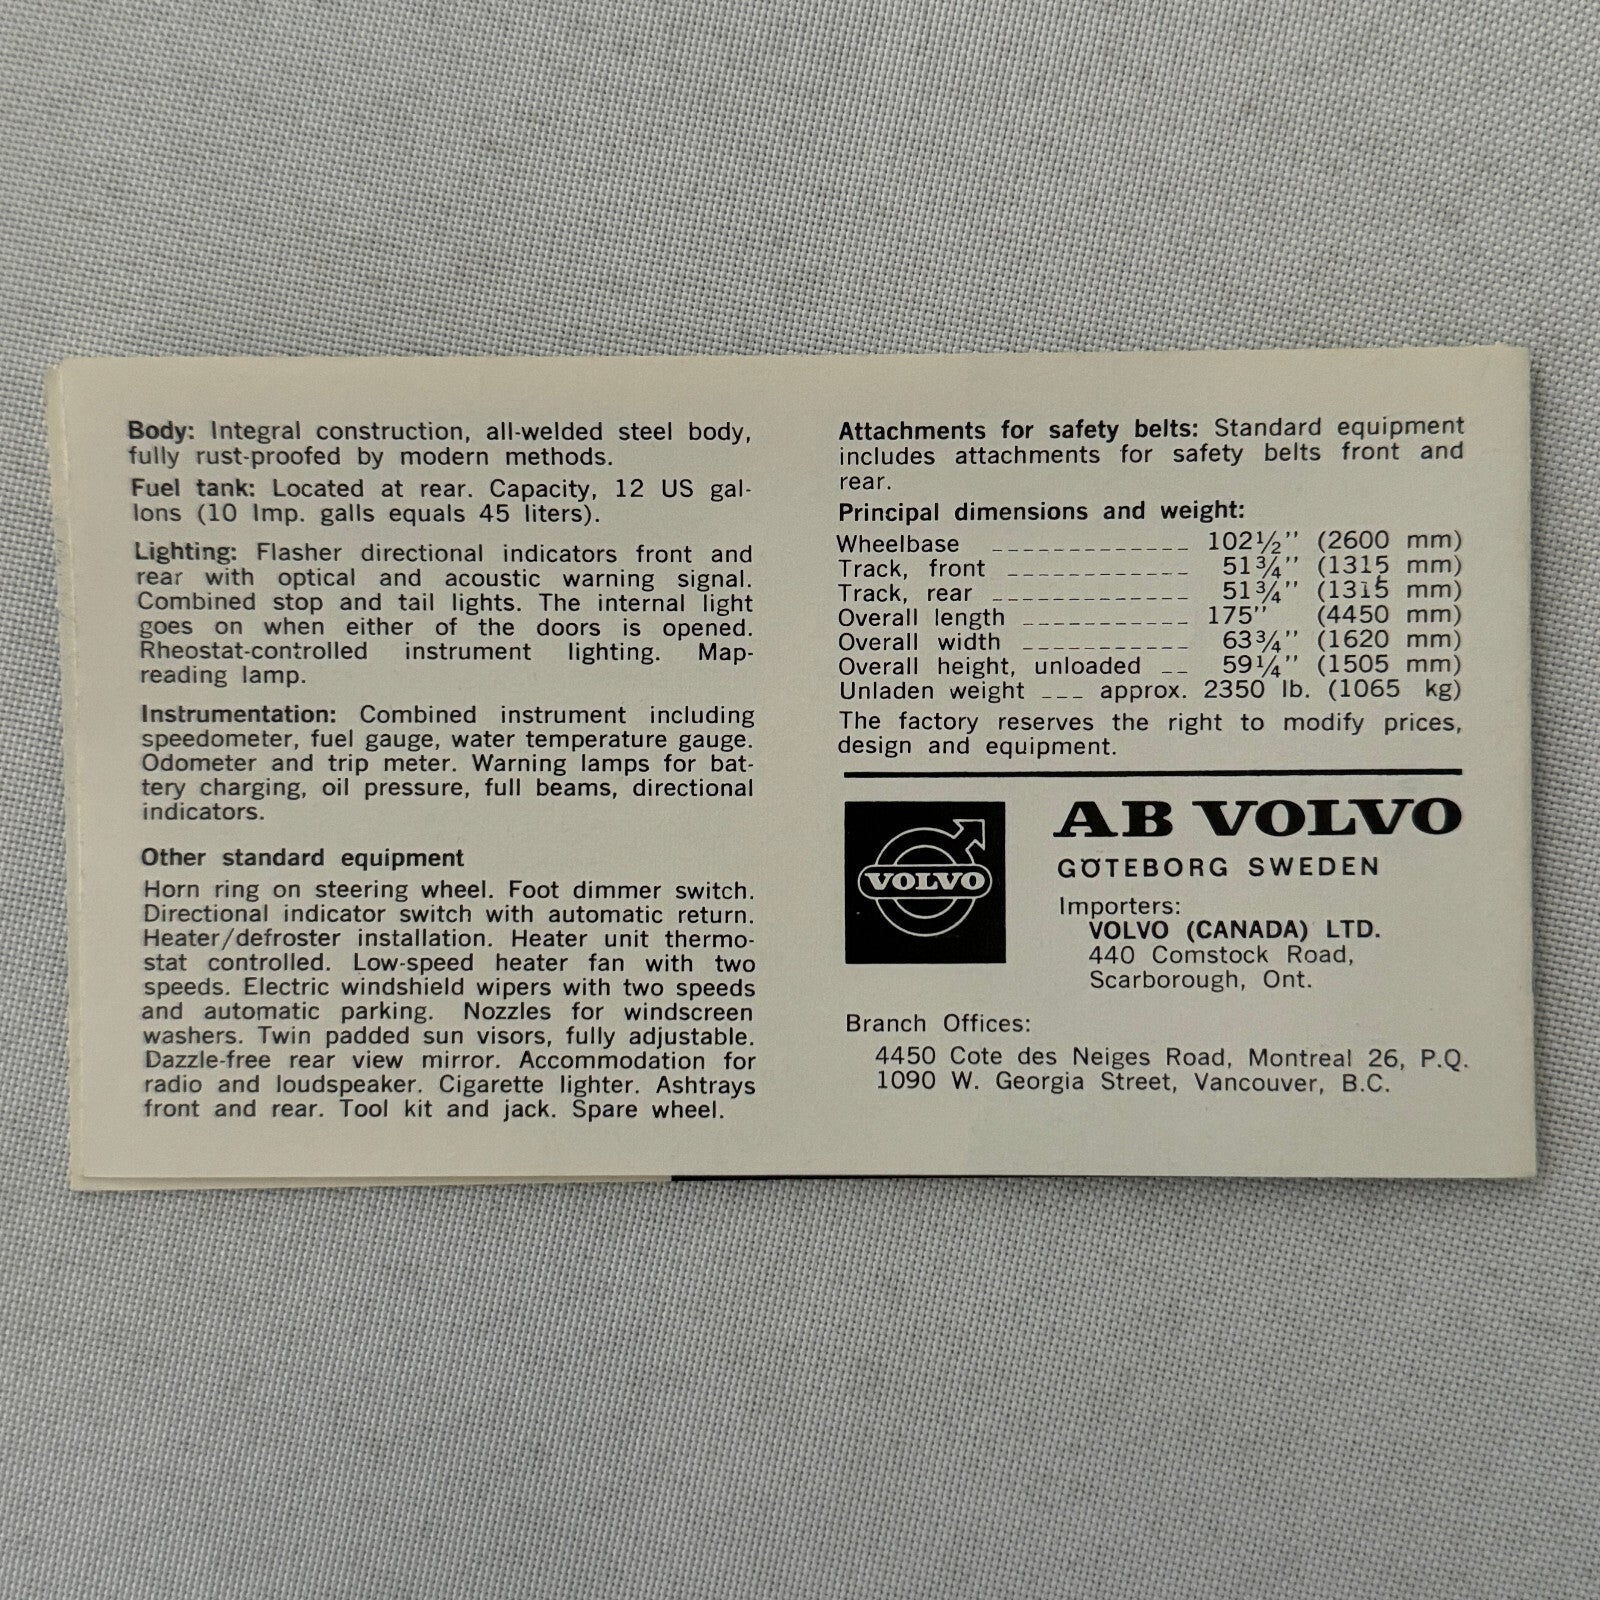 Body: Integral construction, all-welded steel body,
fully rust-proofed by modern methods.
Fuel tank: Located at rear. Capacity, 12 US gal-
lons (10 Imp. galls equals 45 liters).
Lighting: Flasher directional indicators front and
rear with optical and acoustic warning signal.
Combined stop and tail lights. The internal light
goes on when either of the doors is opened.
Rheostat-controlled instrument lighting. Map-
reading lamp.
Instrumentation: Combined instrument including
speedometer, fuel gauge, water temperature gauge.
Odometer and trip meter. Warning lamps for bat-
tery charging, oil pressure, full beams, directional
indicators.
Other standard equipment
Horn ring on steering wheel. Foot dimmer switch.
Directional indicator switch with automatic return.
Heater/defroster installation. Heater unit thermo-
stat controlled. Low-speed heater fan with two
speeds. Electric windshield wipers with two speeds
and automatic parking. Nozzles for windscreen
washers. Twin padded sun visors, fully adjustable.
Dazzle-free rear view mirror. Accommodation for
radio and loudspeaker. Cigarette lighter. Ashtrays
front and rear. Tool kit and jack. Spare wheel.
Attachments for safety belts: Standard equipment
includes attachments for safety belts front and
rear.
Principal dimensions and weight:
Wheelbase _____________ 102½'' (2600 mm)
Track, front ____________ 51¾'' (1315 mm)
Track, rear _____________ 51¾'' (1315 mm)
Overall length ___________ 175'' (4450 mm)
Overall width ___________ 63¾'' (1620 mm)
Overall height, unloaded __ 59¼'' (1505 mm)
Unladen weight ___ approx. 2350 lb. (1065 kg)
The factory reserves the right to modify prices,
design and equipment.
VOLVO
AB VOLVO
GÖTEBORG SWEDEN
Importers:
VOLVO (CANADA) LTD.
440 Comstock Road,
Scarborough, Ont.
Branch Offices:
4450 Cote des Neiges Road, Montreal 26, P.Q.
1090 W. Georgia Street, Vancouver, B.C.